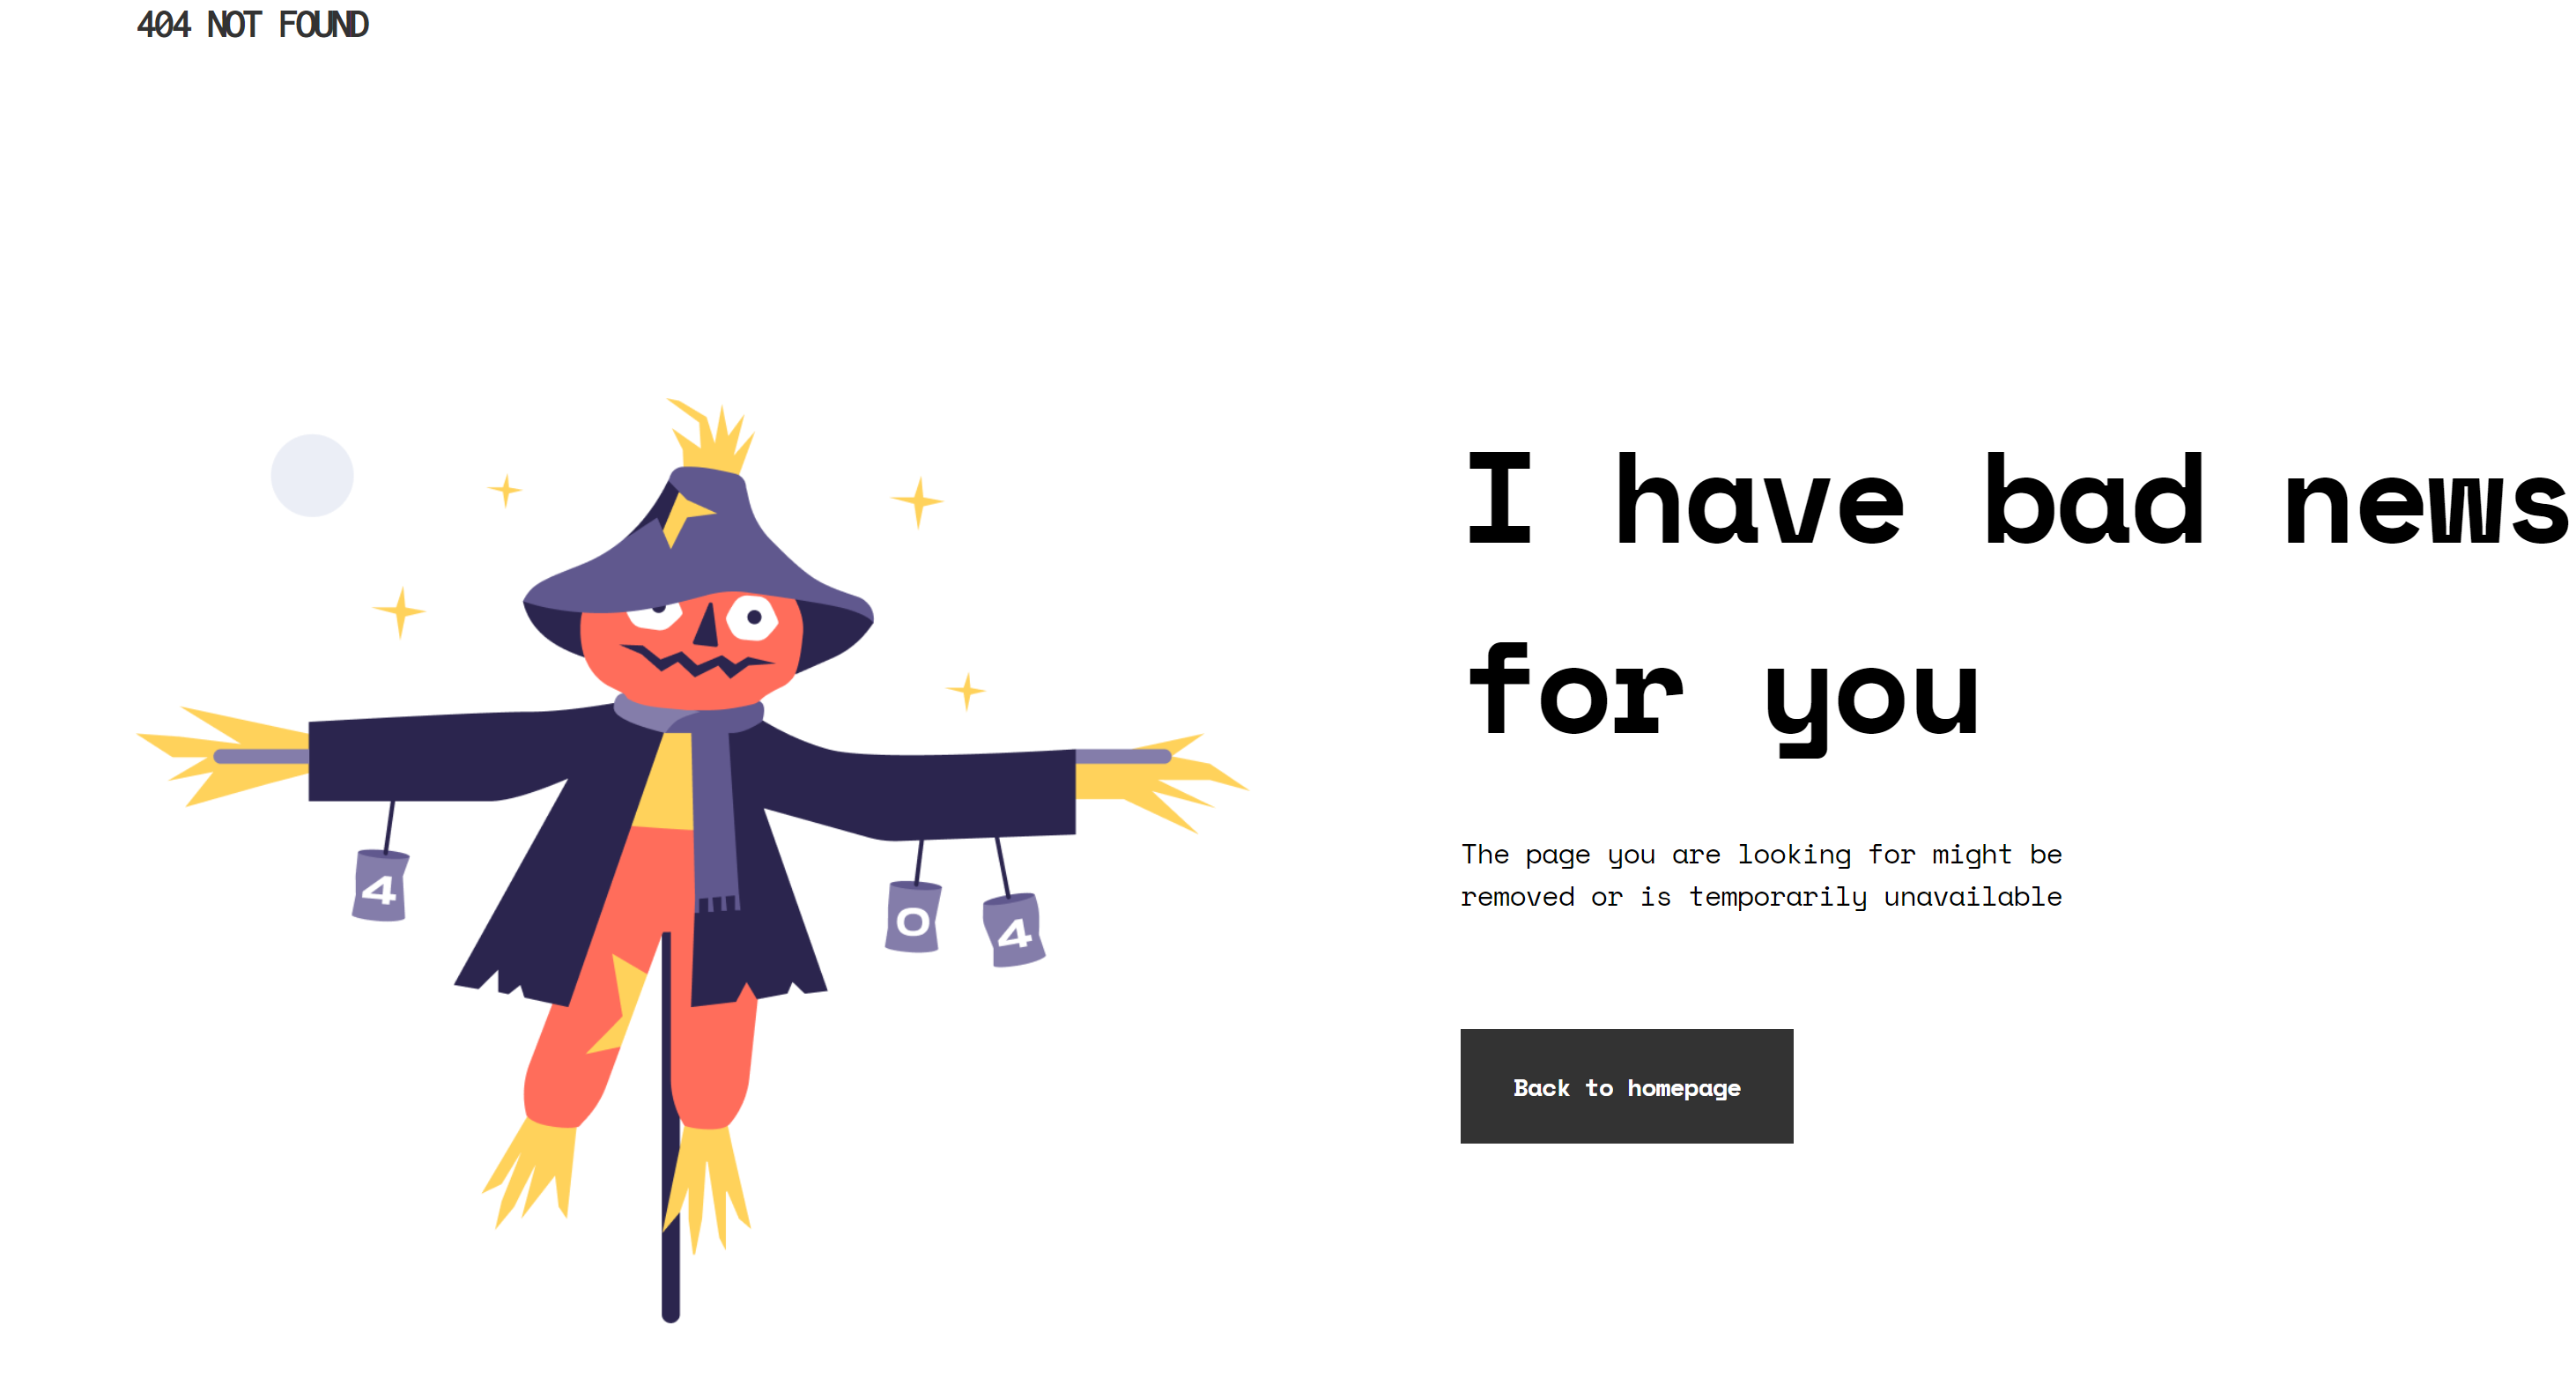 404 NOT FOUND
I have bad news
for you
4
0
4
The page you are looking for might be
removed or is temporarily unavailable
Back to homepage